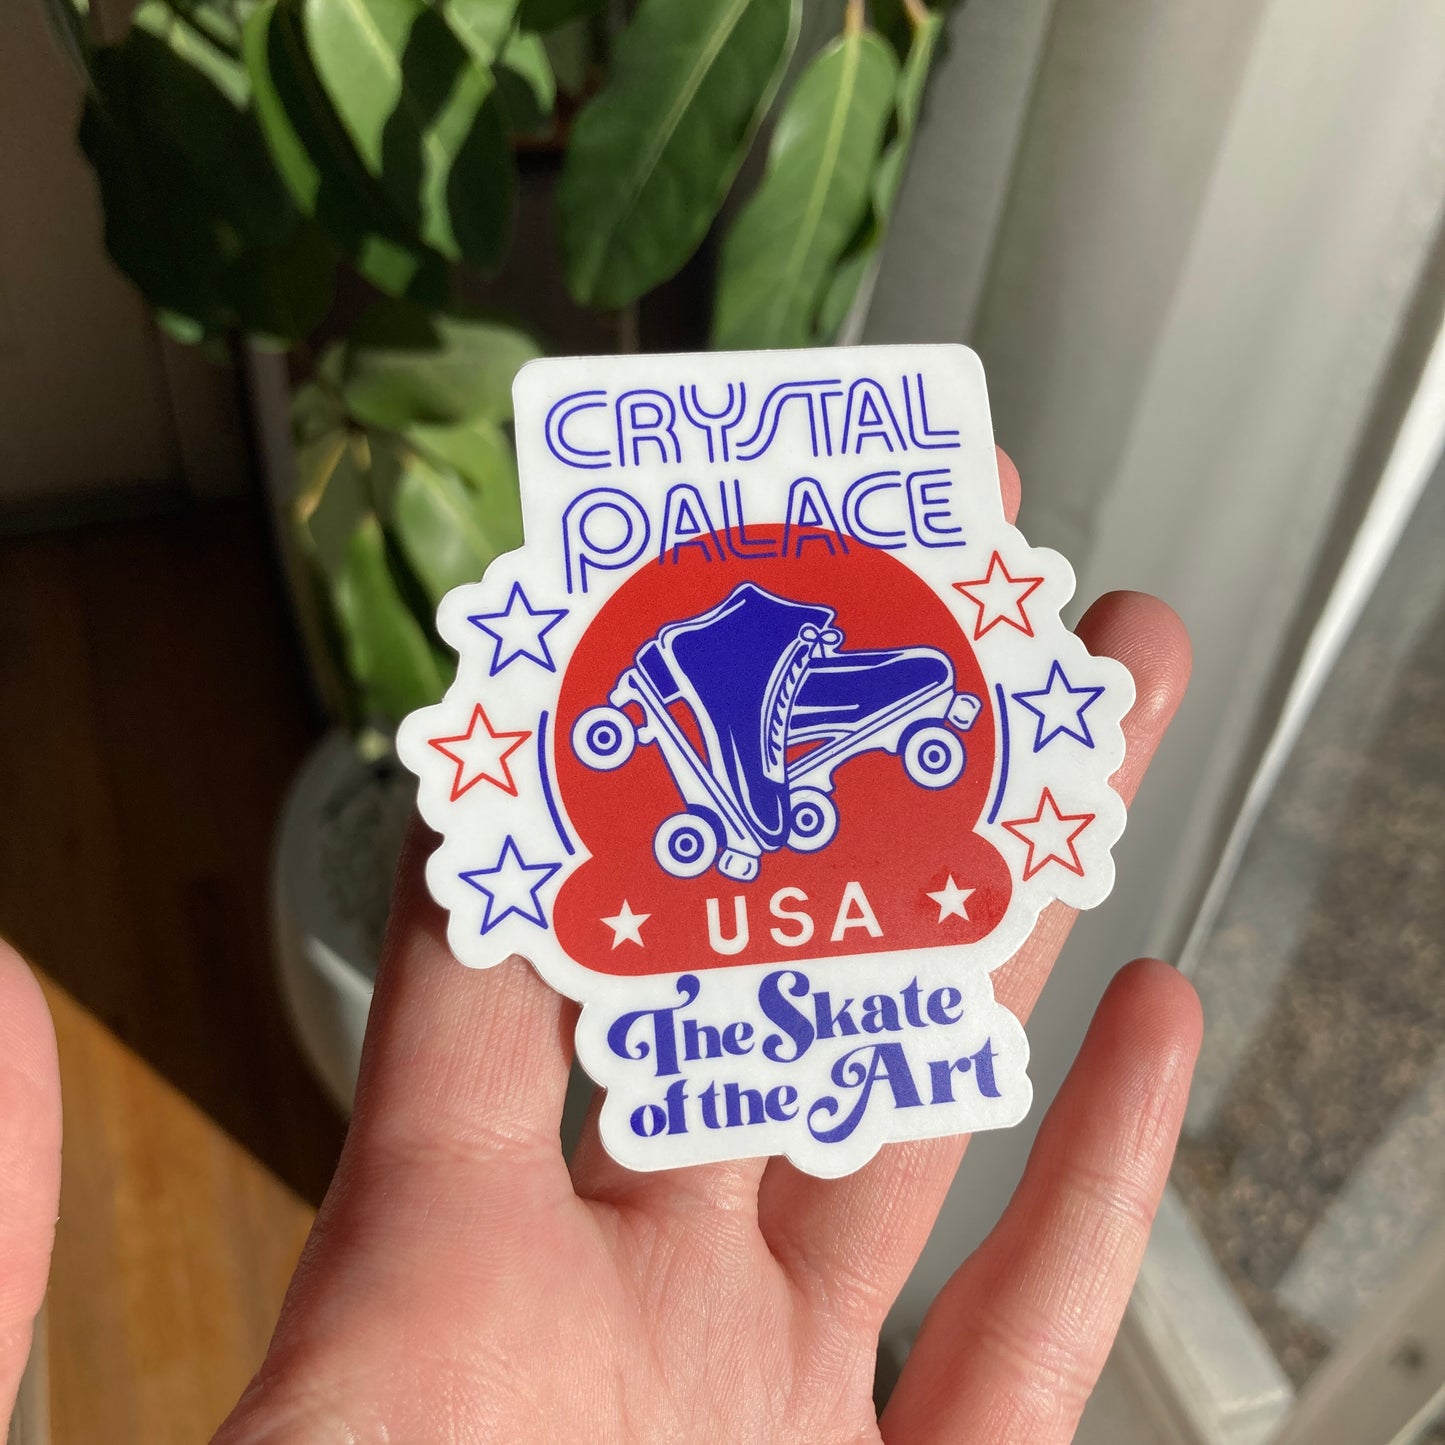 CRYSTAL
PALACE
USA
The Skate
of the Art